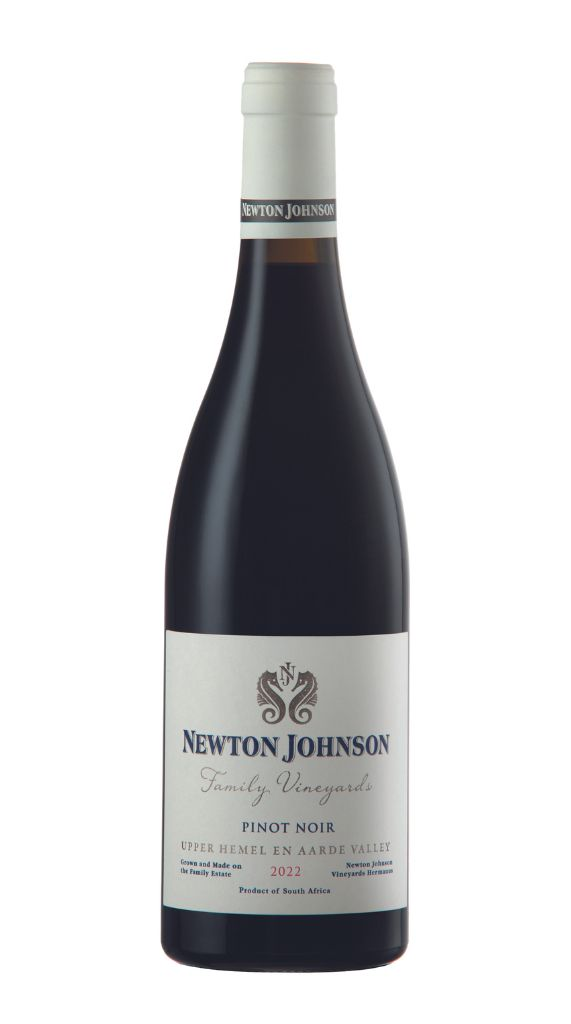 NEWTON JOHNSON
NJ
NEWTON JOHNSON
Family Vineyards
PINOT NOIR
UPPER HEMEL EN AARDE VALLEY
Grown and Made on
the Family Estate
2022
Newton Johnson
Vineyards Hermanus
Product of South Africa